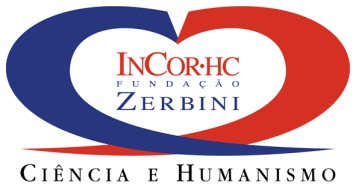 INCOR·HC
FUNDAÇÃO
ZERBINI
CIÊNCIA E HUMANISMO